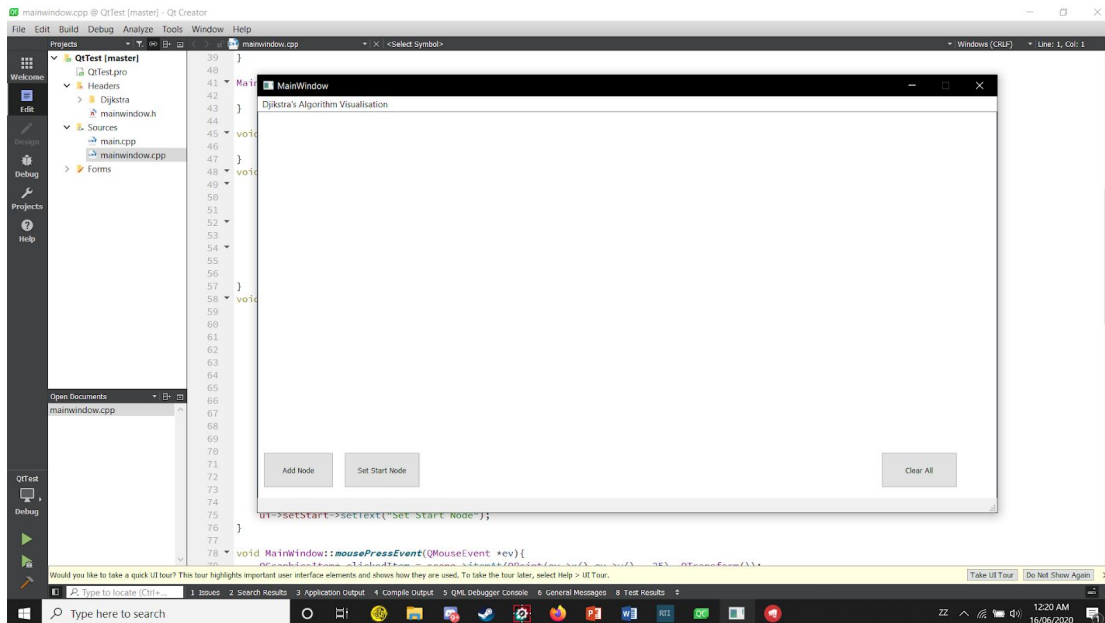 mainwindow.cpp @ QtTest [master] - Qt Creator
File Edit Build Debug Analyze Tools Window Help
Projects
mainwindow.cpp
<Select Symbol>
Windows (CRLF)
Line: 1, Col: 1
Welcome
Edit
Design
Debug
Projects
Help
QtTest [master]
QtTest.pro
Headers
Dijkstra
mainwindow.h
Sources
main.cpp
mainwindow.cpp
Forms
Open Documents
mainwindow.cpp
QtTest
Debug
39 }
40
41 Mair
42
43 }
44
45 void
46
47 }
48 void
49
50
51
52
53
54
55
56
57 }
58 void
59
60
61
62
63
64
65
66
67
68
69
70
71
72
73
74
75 ui->setStart->setText("Set Start Node");
76 }
77
78 void MainWindow::mousePressEvent(QMouseEvent *ev){
MainWindow
Djikstra's Algorithm Visualisation
Add Node
Set Start Node
Clear All
Would you like to take a quick UI tour? This tour highlights important user interface elements and shows how they are used. To take the tour later, select Help > UI Tour.
Take UI Tour
Do Not Show Again
Type to locate (Ctrl+...
1 Issues 2 Search Results 3 Application Output 4 Compile Output 5 QML Debugger Console 6 General Messages 8 Test Results
Type here to search
RTI
QC
ZZ
12:20 AM
16/06/2020